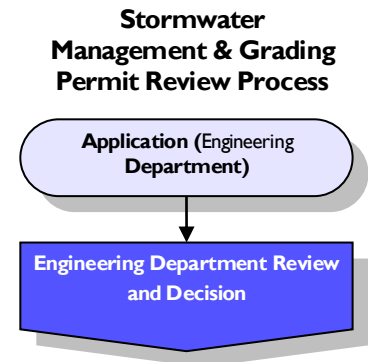 Stormwater
Management & Grading
Permit Review Process
Application (Engineering
Department)
Engineering Department Review
and Decision